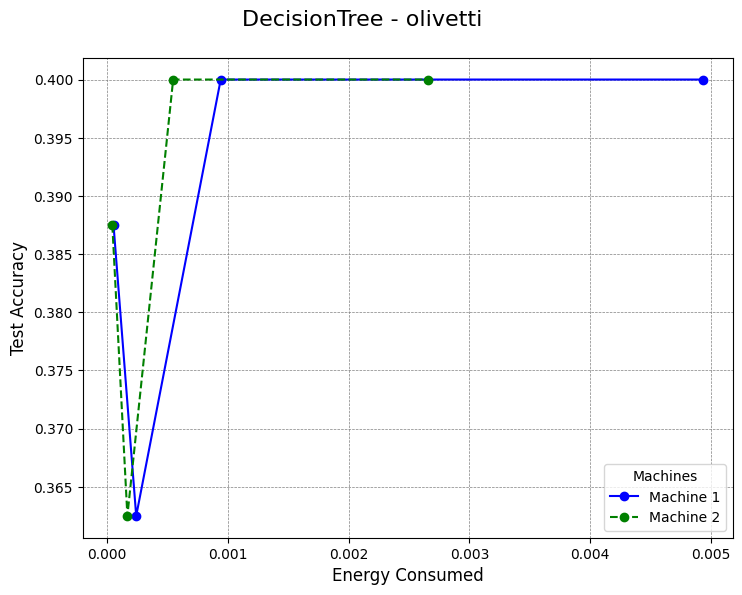 DecisionTree - olivetti
Test Accuracy
0.400
0.395
0.390
0.385
0.380
0.375
0.370
0.365
0.000 0.001 0.002 0.003 0.004 0.005
Energy Consumed
Machines
Machine 1
Machine 2